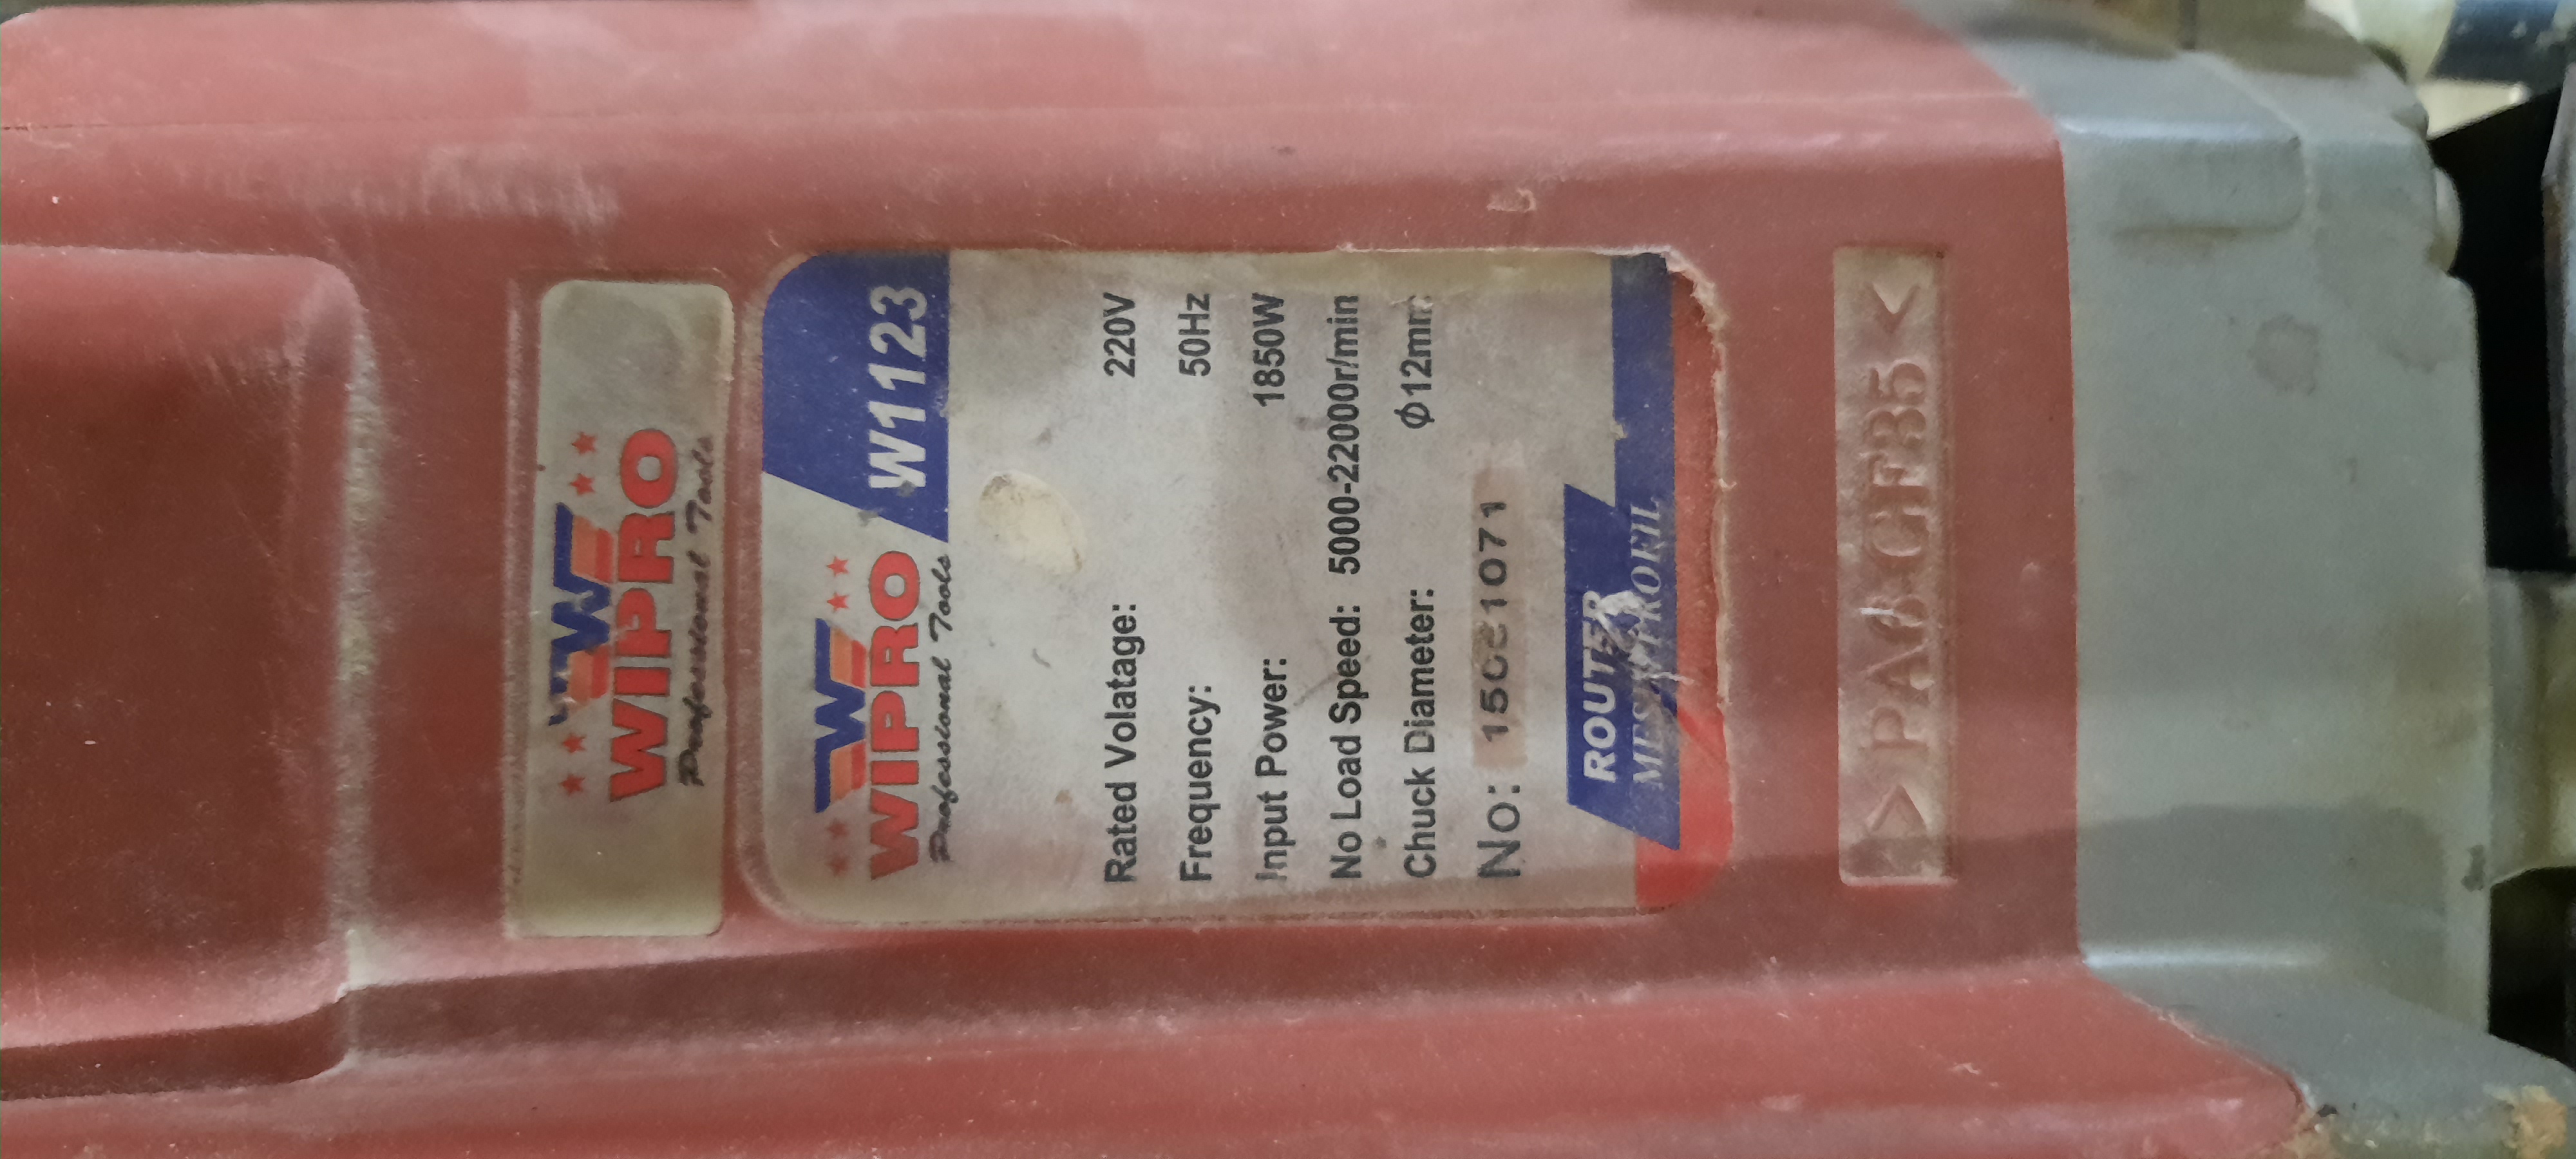 WIPRO
Professional Tools
WIPRO
Professional Tools
W1123
Rated Volatage: 220V
Frequency: 50Hz
Input Power: 1850W
No Load Speed: 5000-22000r/min
Chuck Diameter: ϕ12mm
No:
ROUTER
>PA6 GF35<